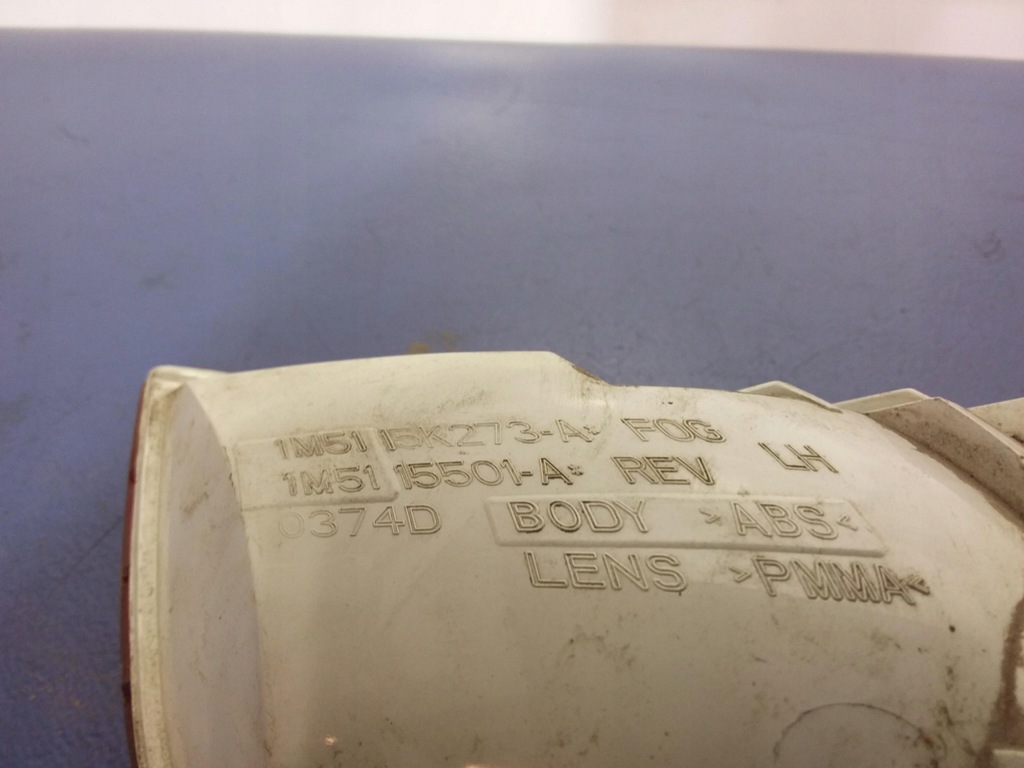 1M51 15K273-A* FOG
1M51 15501-A* REV LH
0374D BODY >ABS<
LENS >PMMA<